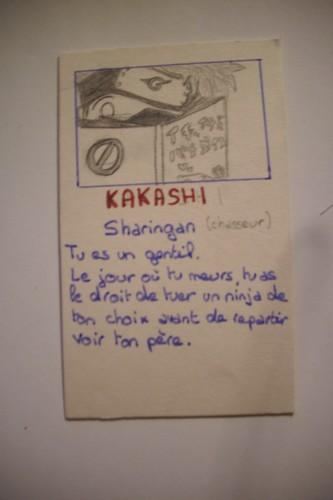 KAKASHI
Sharingan (chasseur)
Tu es un gentil.
Le jour où tu meurs, tu as
le droit de tuer un ninja de
ton choix avant de repartir
voir ton père.